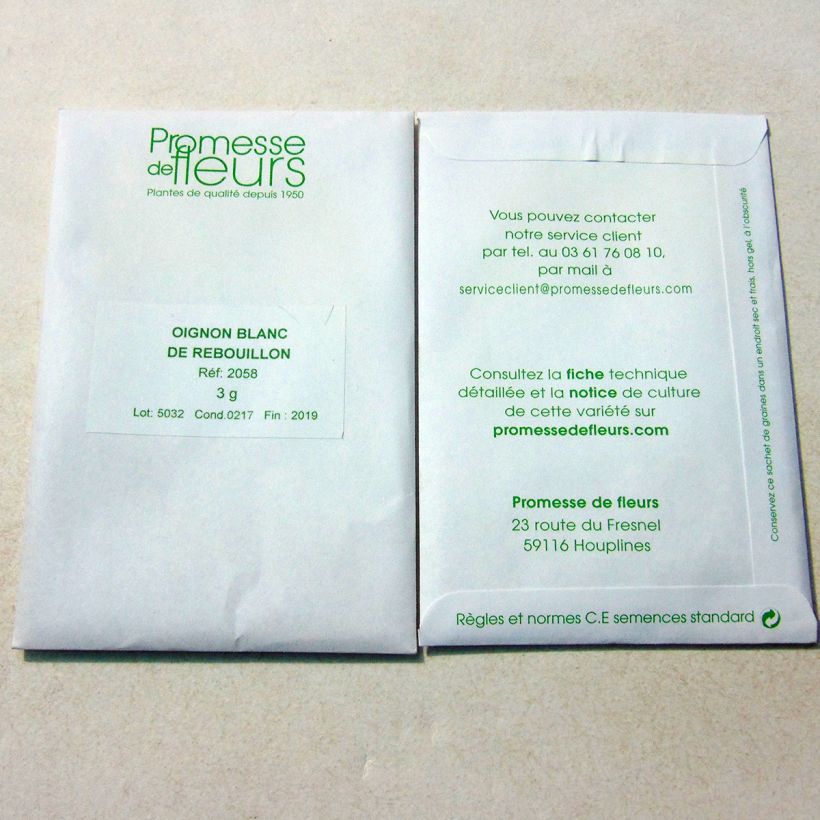 Promesse
de fleurs
Plantes de qualité depuis 1950
OIGNON BLANC
DE REBOUILLON
Réf: 2058
3 g
Lot: 5032 Cond.0217 Fin : 2019
Vous pouvez contacter
notre service client
par tel. au 03 61 76 08 10,
par mail à
serviceclient@promessedefleurs.com
Consultez la fiche technique
détaillée et la notice de culture
de cette variété sur
promessedefleurs.com
Promesse de fleurs
23 route du Fresnel
59116 Houplines
Règles et normes C.E semences standard
Conservez ce sachet de graines dans un endroit sec et frais, hors gel, à l'obscurité